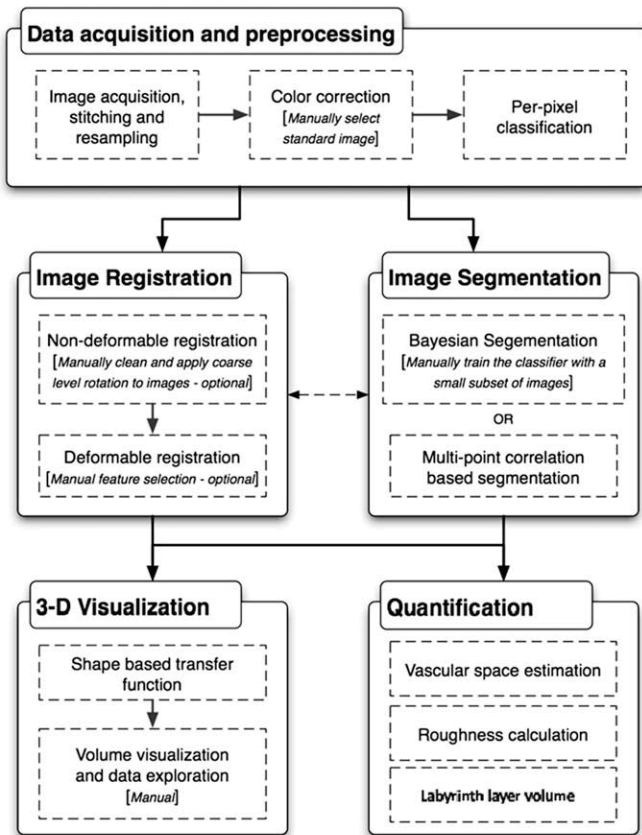 Data acquisition and preprocessing
Image acquisition,
stitching and
resampling
Color correction
[Manually select
standard image]
Per-pixel
classification
Image Registration
Non-deformable registration
[Manually clean and apply coarse
level rotation to images - optional]
Deformable registration
[Manual feature selection - optional]
Image Segmentation
Bayesian Segementation
[Manually train the classifier with a
small subset of images]
OR
Multi-point correlation
based segmentation
3-D Visualization
Shape based transfer
function
Volume visualization
and data exploration
[Manual]
Quantification
Vascular space estimation
Roughness calculation
Labyrinth layer volume